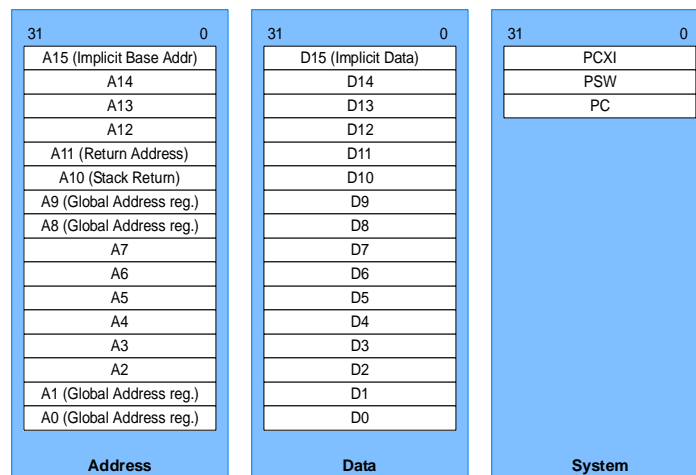 31 0
A15 (Implicit Base Addr)
A14
A13
A12
A11 (Return Address)
A10 (Stack Return)
A9 (Global Address reg.)
A8 (Global Address reg.)
A7
A6
A5
A4
A3
A2
A1 (Global Address reg.)
A0 (Global Address reg.)
Address
31 0
D15 (Implicit Data)
D14
D13
D12
D11
D10
D9
D8
D7
D6
D5
D4
D3
D2
D1
D0
Data
31 0
PCXI
PSW
PC
System